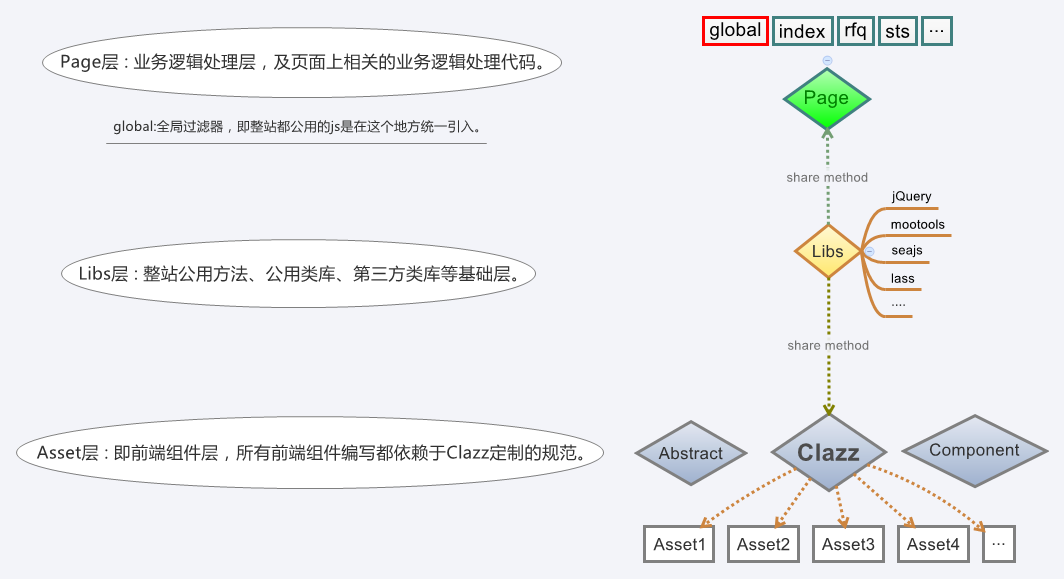 global index rfq sts ...
Page层：业务逻辑处理层，及页面上相关的业务逻辑处理代码。
Page
global:全局过滤器，即整站都公用的js是在这个地方统一引入。
share method
jQuery
mootools
Libs
seajs
Libs层：整站公用方法、公用类库、第三方类库等基础层。
lass
....
share method
Asset层：即前端组件层，所有前端组件编写都依赖于Clazz定制的规范。
Abstract Clazz Component
Asset1 Asset2 Asset3 Asset4 ...